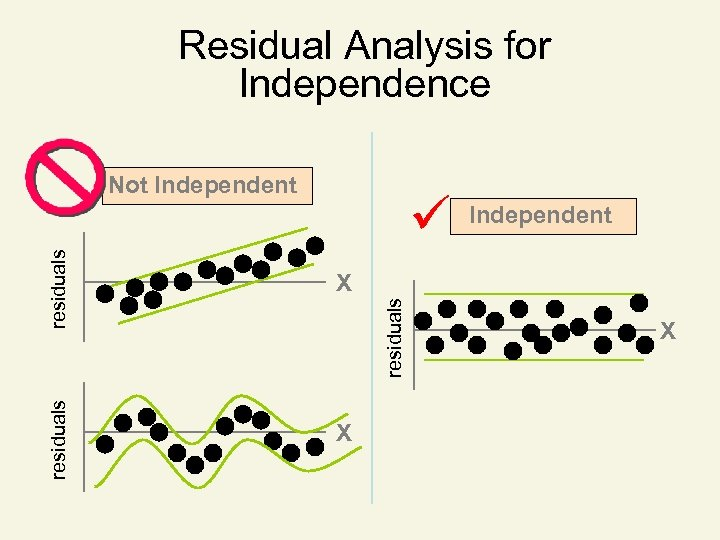 Residual Analysis for
Independence
Not Independent
Independent
residuals
X
residuals
X
residuals
X